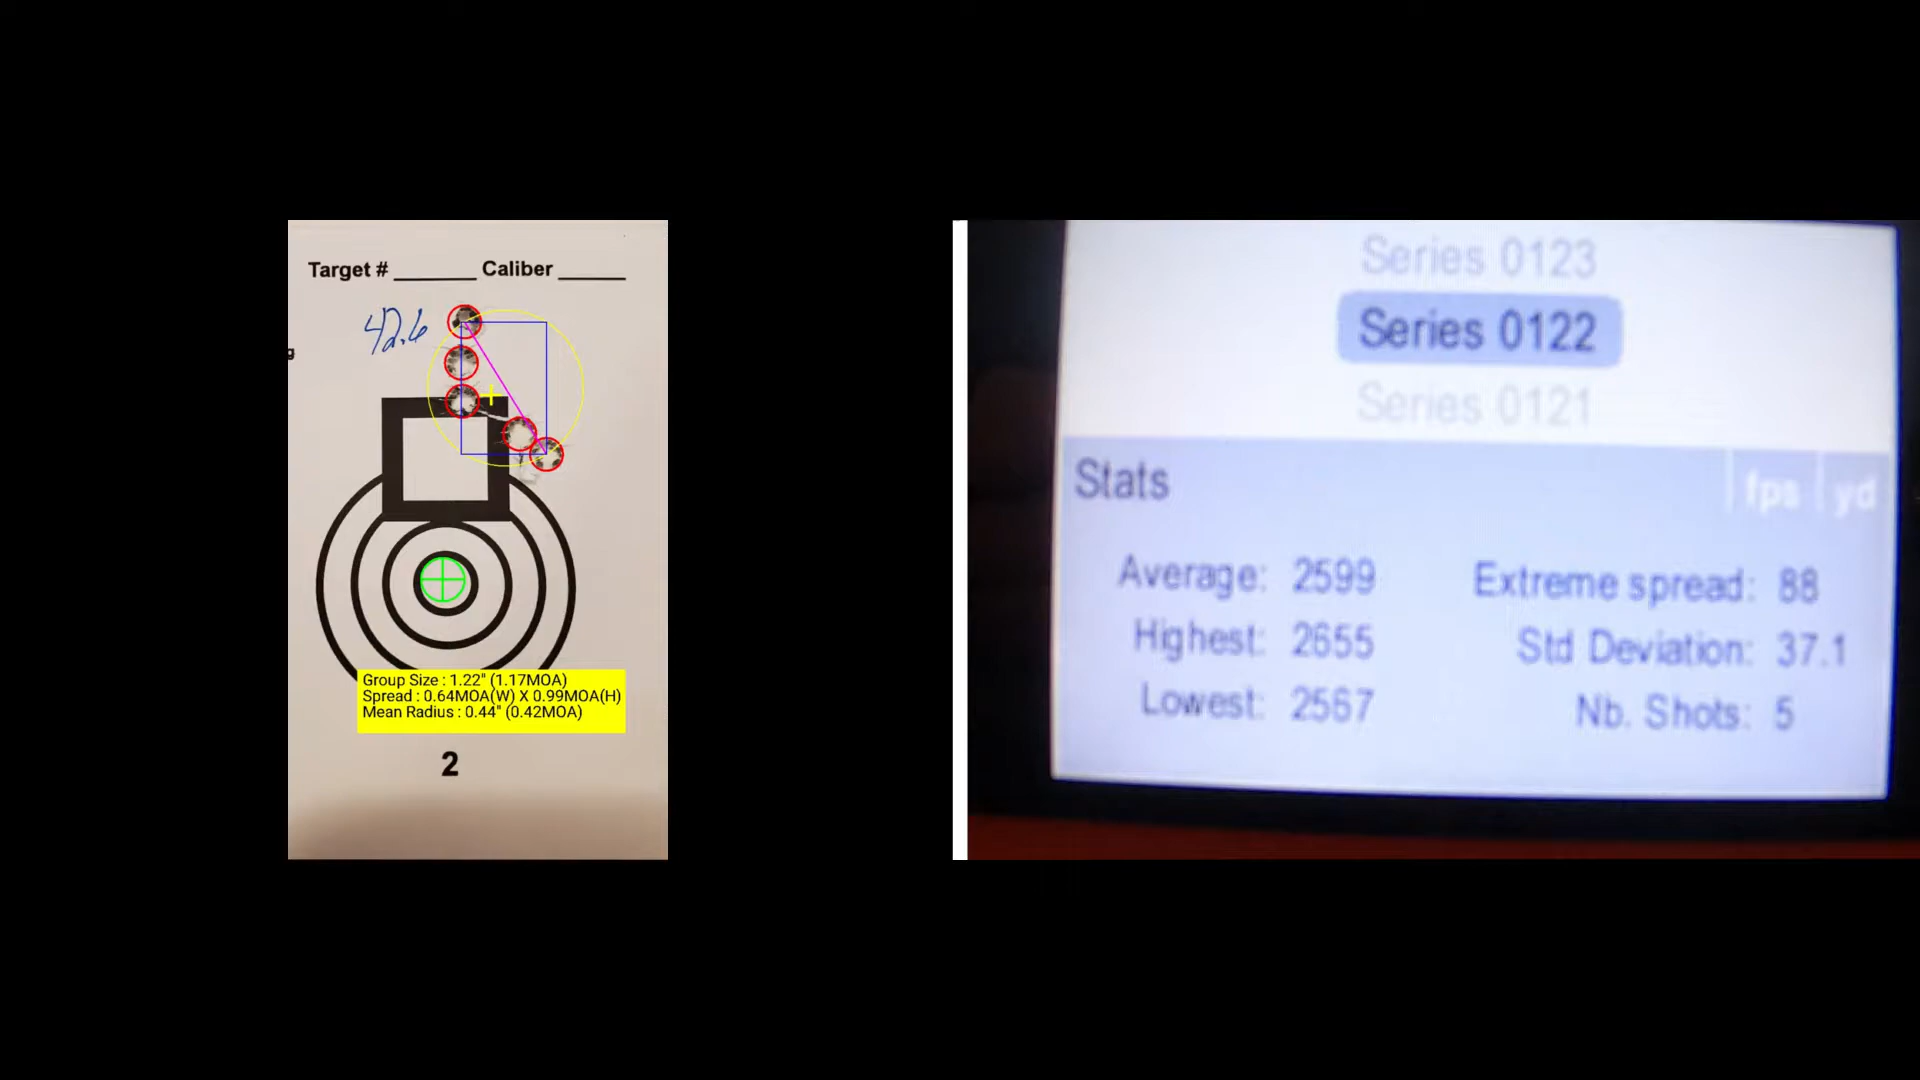 Target # ______ Caliber _____
42.6
g
Group Size : 1.22" (1.17MOA)
Spread : 0.64MOA(W) X 0.99MOA(H)
Mean Radius : 0.44" (0.42MOA)
2
Series 0123
Series 0122
Series 0121
Stats fps yd
Average: 2599 Extreme spread: 88
Highest: 2655 Std Deviation: 37.1
Lowest: 2567 Nb. Shots: 5